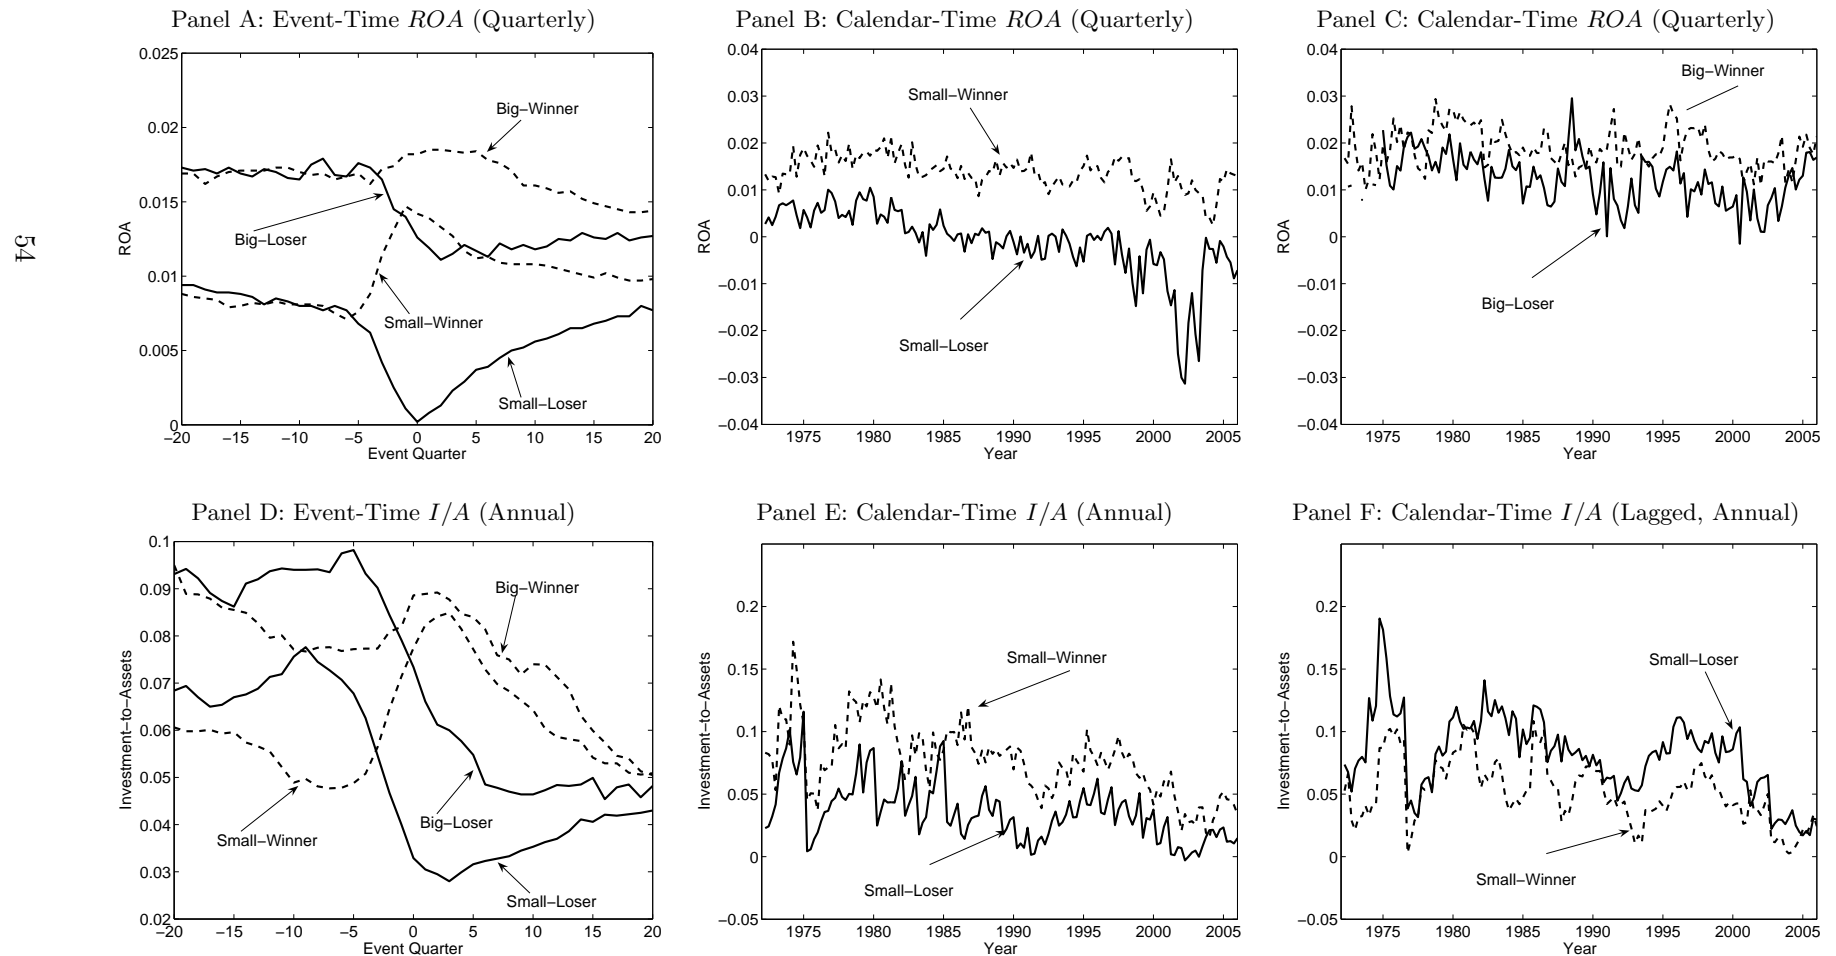 54
Panel A: Event-Time ROA (Quarterly)
0.025
0.02
0.015
0.01
0.005
0
ROA
Big−Winner
Big−Loser
Small−Winner
Small−Loser
−20 −15 −10 −5 0 5 10 15 20
Event Quarter
Panel B: Calendar-Time ROA (Quarterly)
0.04
0.03
0.02
0.01
0
−0.01
−0.02
−0.03
−0.04
ROA
Small−Winner
Small−Loser
1975 1980 1985 1990 1995 2000 2005
Year
Panel C: Calendar-Time ROA (Quarterly)
0.04
0.03
0.02
0.01
0
−0.01
−0.02
−0.03
−0.04
ROA
Big−Winner
Big−Loser
1975 1980 1985 1990 1995 2000 2005
Year
Panel D: Event-Time I/A (Annual)
0.1
0.09
0.08
0.07
0.06
0.05
0.04
0.03
0.02
Investment−to−Assets
Big−Winner
Big−Loser
Small−Winner
Small−Loser
−20 −15 −10 −5 0 5 10 15 20
Event Quarter
Panel E: Calendar-Time I/A (Annual)
0.2
0.15
0.1
0.05
0
−0.05
Investment−to−Assets
Small−Winner
Small−Loser
1975 1980 1985 1990 1995 2000 2005
Year
Panel F: Calendar-Time I/A (Lagged, Annual)
0.2
0.15
0.1
0.05
0
−0.05
Investment−to−Assets
Small−Loser
Small−Winner
1975 1980 1985 1990 1995 2000 2005
Year